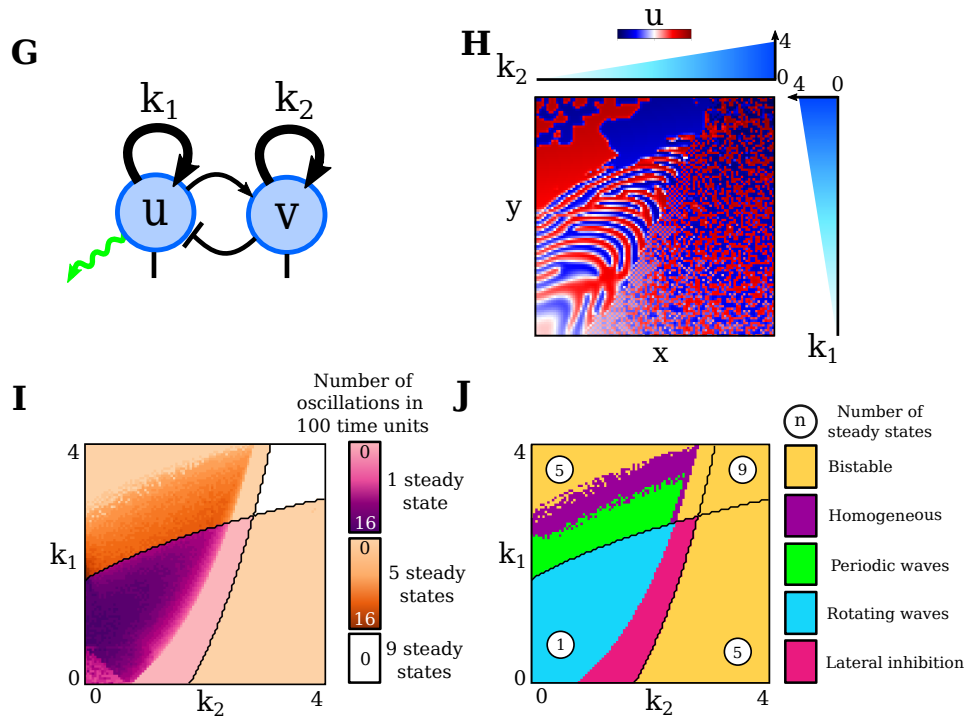 G
k1
k2
u
v
H
u
k2
4
0
4 0
y
x
k1
I
Number of
oscillations in
100 time units
4
k1
0
0 4
k2
0
16
1 steady
state
0
16
5 steady
states
0
9 steady
states
J
4
k1
0
0 4
k2
5
9
1
5
n
Number of
steady states
Bistable
Homogeneous
Periodic waves
Rotating waves
Lateral inhibition